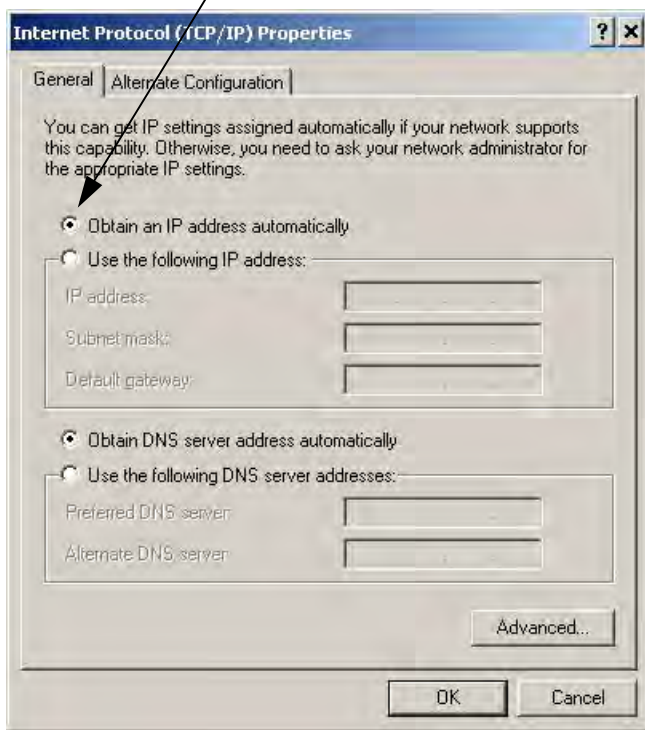 Internet Protocol (TCP/IP) Properties
General
Alternate Configuration
You can get IP settings assigned automatically if your network supports
this capability. Otherwise, you need to ask your network administrator for
the appropriate IP settings.
Obtain an IP address automatically
Use the following IP address:
IP address:
Subnet mask:
Default gateway:
Obtain DNS server address automatically
Use the following DNS server addresses:
Preferred DNS server:
Alternate DNS server:
Advanced...
OK
Cancel